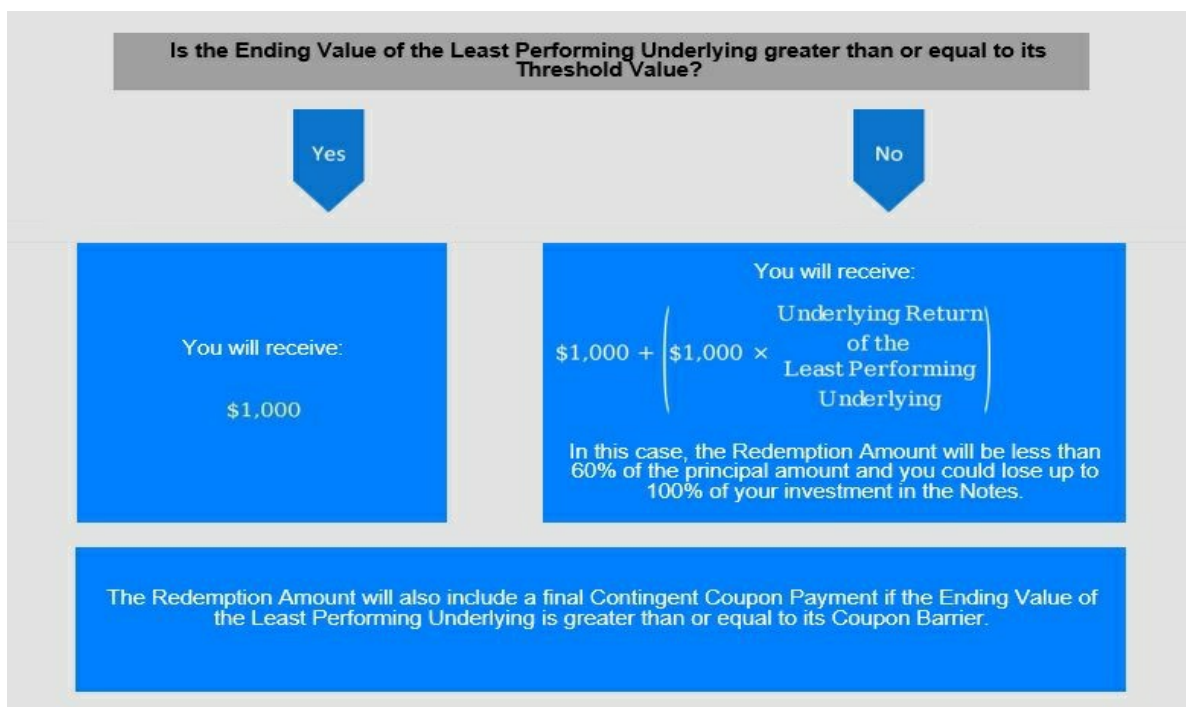 Is the Ending Value of the Least Performing Underlying greater than or equal to its
Threshold Value?
Yes
No
You will receive:
$1,000
You will receive:
$1,000 + ( $1,000 × Underlying Return
of the
Least Performing
Underlying )
In this case, the Redemption Amount will be less than
60% of the principal amount and you could lose up to
100% of your investment in the Notes.
The Redemption Amount will also include a final Contingent Coupon Payment if the Ending Value of
the Least Performing Underlying is greater than or equal to its Coupon Barrier.